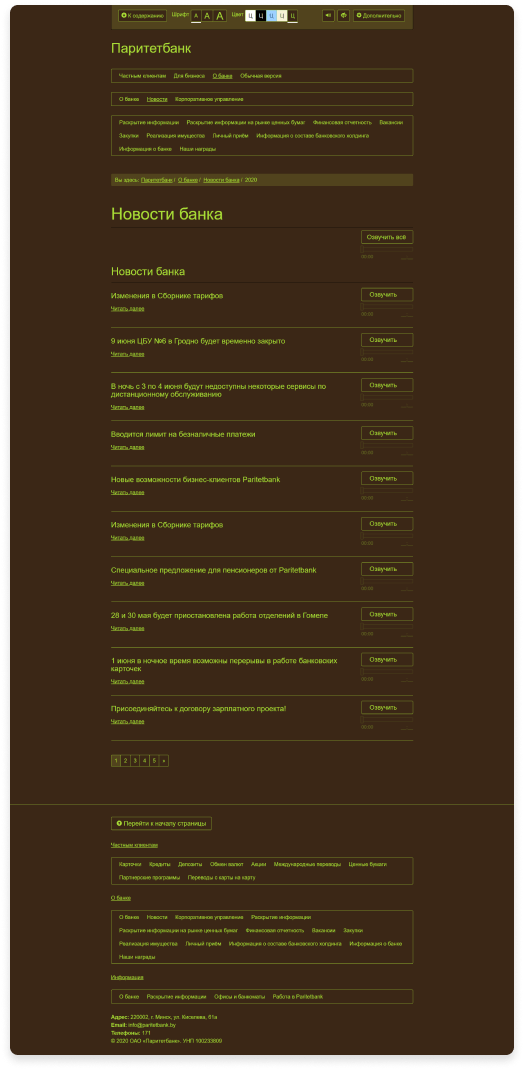 К содержанию Шрифт А А А Цвет Ц Ц Ц Ц Ц Дополнительно
Паритетбанк
Частным клиентам Для бизнеса О банке Обычная версия
О банке Новости Корпоративное управление
Раскрытие информации Раскрытие информации на рынке ценных бумаг Финансовая отчетность Вакансии
Закупки Реализация имущества Личный приём Информация о составе банковского холдинга
Информация о банке Наши награды
Вы здесь: Паритетбанк / О банке / Новости банка / 2020
Новости банка
Озвучить всё
00:00
Новости банка
Изменения в Сборнике тарифов
Озвучить
Читать далее
00:00
9 июня ЦБУ №6 в Гродно будет временно закрыто
Озвучить
Читать далее
00:00
В ночь с 3 по 4 июня будут недоступны некоторые сервисы по
дистанционному обслуживанию
Озвучить
Читать далее
00:00
Вводится лимит на безналичные платежи
Озвучить
Читать далее
00:00
Новые возможности бизнес-клиентов Paritetbank
Озвучить
Читать далее
00:00
Изменения в Сборнике тарифов
Озвучить
Читать далее
00:00
Специальное предложение для пенсионеров от Paritetbank
Озвучить
Читать далее
00:00
28 и 30 мая будет приостановлена работа отделений в Гомеле
Озвучить
Читать далее
00:00
1 июня в ночное время возможны перерывы в работе банковских
карточек
Озвучить
Читать далее
00:00
Присоединяйтесь к договору зарплатного проекта!
Озвучить
Читать далее
00:00
1 2 3 4 5 »
Перейти к началу страницы
Частным клиентам
Карточки Кредиты Депозиты Обмен валют Акции Международные переводы Ценные бумаги
Партнерские программы Переводы с карты на карту
О банке
О банке Новости Корпоративное управление Раскрытие информации
Раскрытие информации на рынке ценных бумаг Финансовая отчетность Вакансии Закупки
Реализация имущества Личный приём Информация о составе банковского холдинга Информация о банке
Наши награды
Информация
О банке Раскрытие информации Офисы и банкоматы Работа в Paritetbank
Адрес: 220002, г. Минск, ул. Киселева, 61а
Email: info@paritetbank.by
Телефоны: 171
© 2020 ОАО «Паритетбанк». УНП 100233809